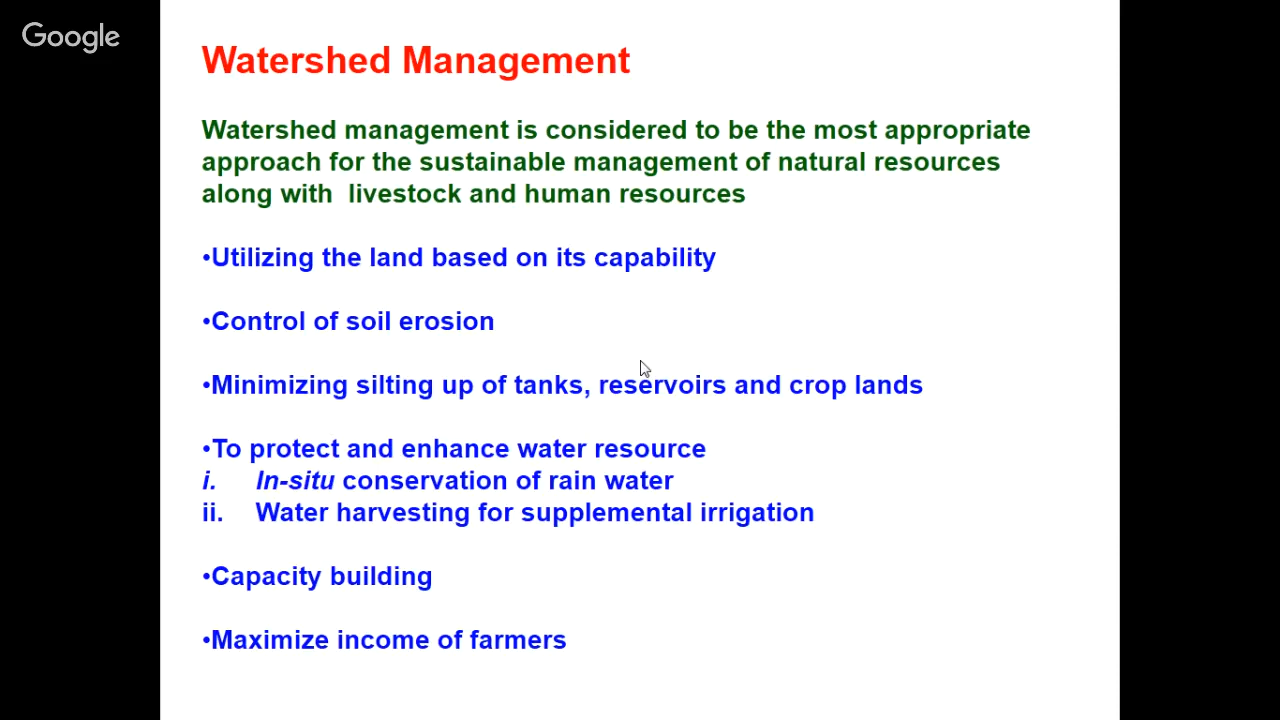 Google
Watershed Management
Watershed management is considered to be the most appropriate
approach for the sustainable management of natural resources
along with  livestock and human resources
•Utilizing the land based on its capability
•Control of soil erosion
•Minimizing silting up of tanks, reservoirs and crop lands
•To protect and enhance water resource
i. In-situ conservation of rain water
ii. Water harvesting for supplemental irrigation
•Capacity building
•Maximize income of farmers